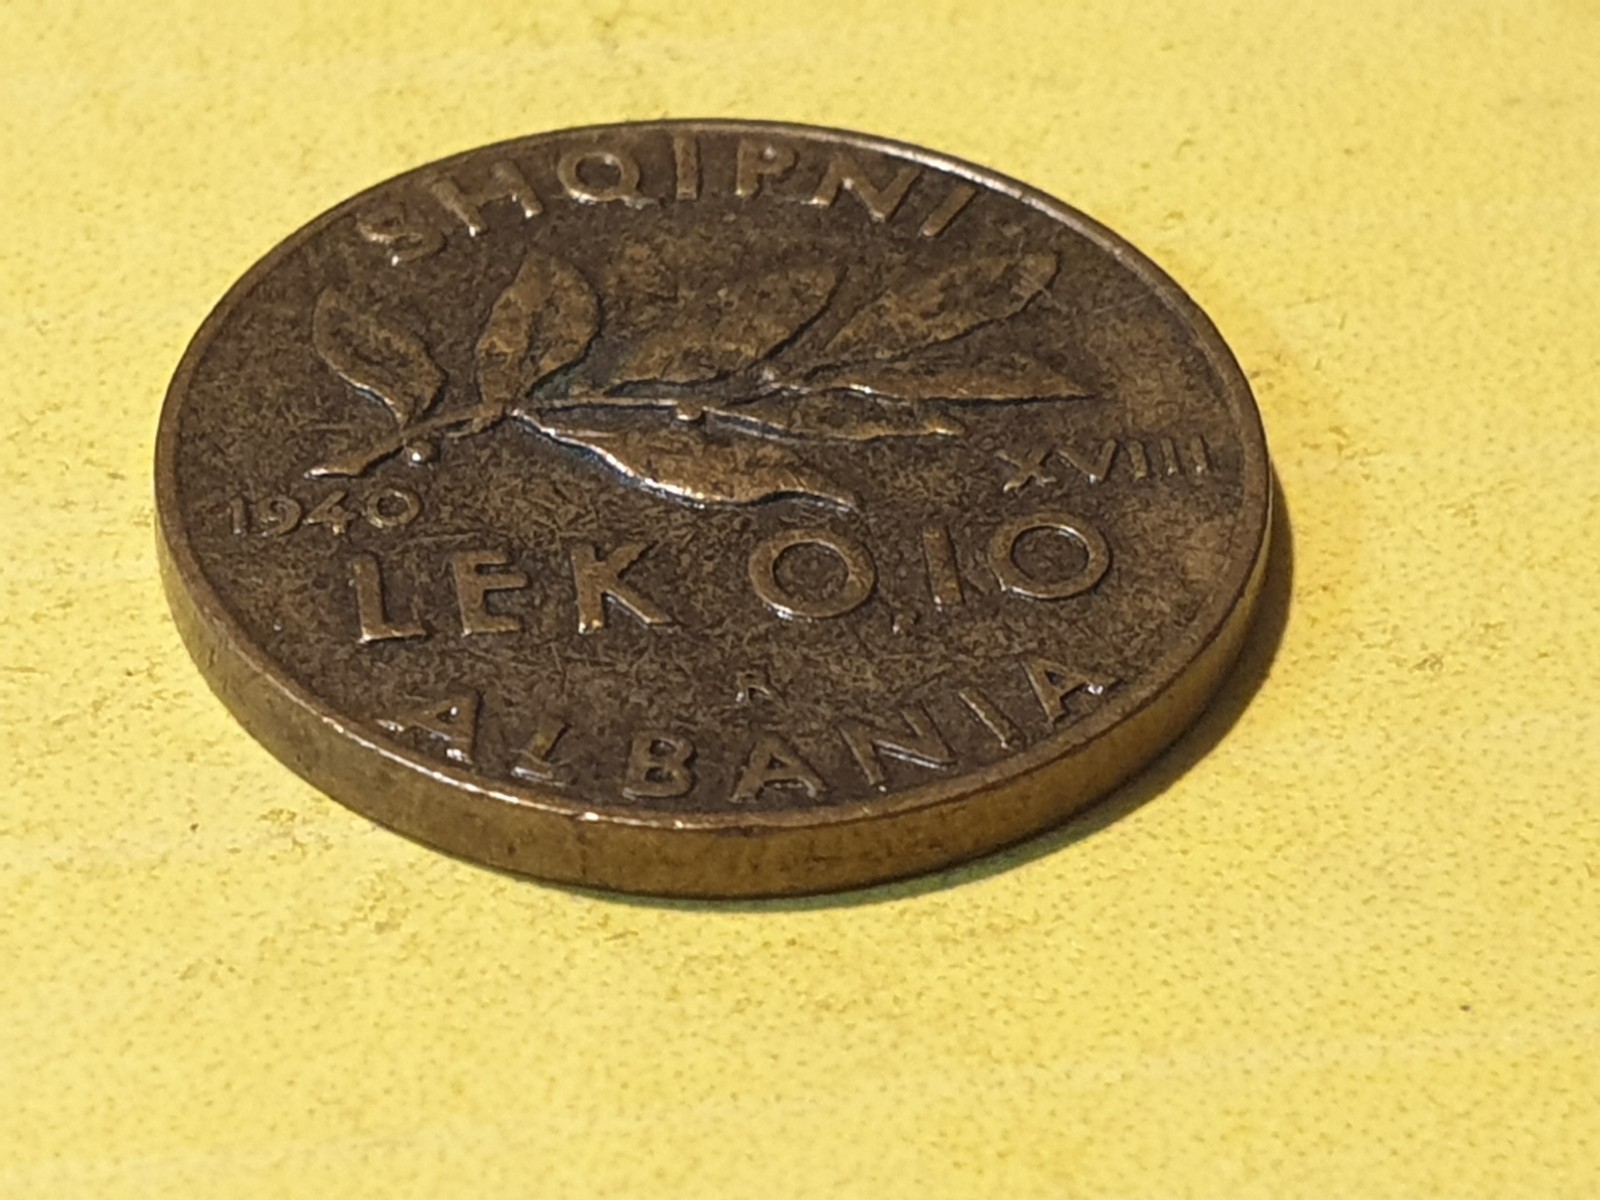 SHQIPNI
1940 XVIII
LEK 0,10
R
ALBANIA